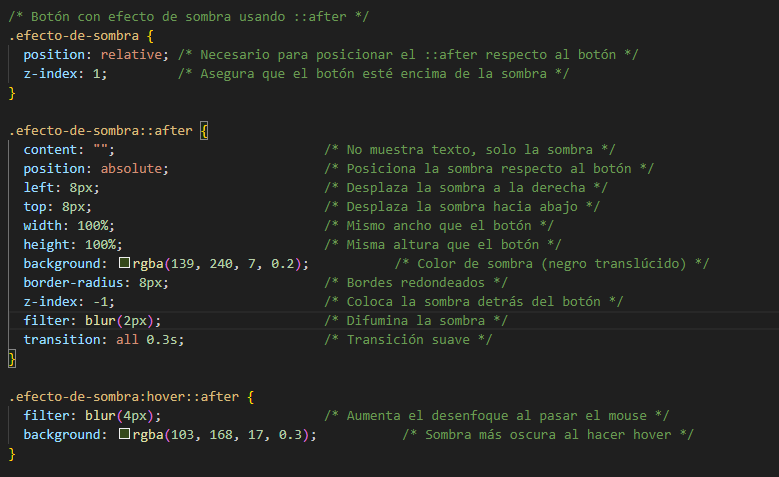 /* Botón con efecto de sombra usando ::after */
.efecto-de-sombra {
  position: relative; /* Necesario para posicionar el ::after respecto al botón */
  z-index: 1;         /* Asegura que el botón esté encima de la sombra */
}

.efecto-de-sombra::after {
  content: "";                           /* No muestra texto, solo la sombra */
  position: absolute;                    /* Posiciona la sombra respecto al botón */
  left: 8px;                             /* Desplaza la sombra a la derecha */
  top: 8px;                              /* Desplaza la sombra hacia abajo */
  width: 100%;                           /* Mismo ancho que el botón */
  height: 100%;                          /* Misma altura que el botón */
  background: rgba(139, 240, 7, 0.2);           /* Color de sombra (negro translúcido) */
  border-radius: 8px;                    /* Bordes redondeados */
  z-index: -1;                           /* Coloca la sombra detrás del botón */
  filter: blur(2px);                     /* Difumina la sombra */
  transition: all 0.3s;                  /* Transición suave */
}

.efecto-de-sombra:hover::after {
  filter: blur(4px);                     /* Aumenta el desenfoque al pasar el mouse */
  background: rgba(103, 168, 17, 0.3);           /* Sombra más oscura al hacer hover */
}